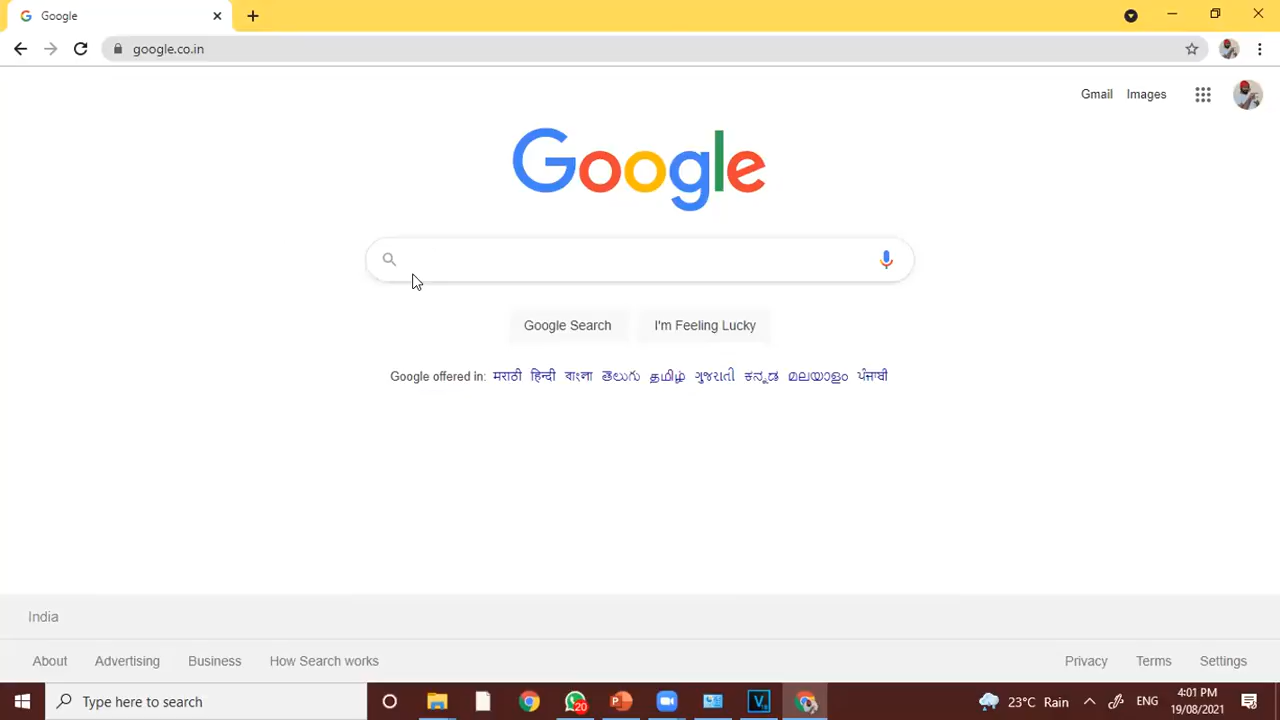 Google
google.co.in
Gmail Images
Google
Google Search I'm Feeling Lucky
Google offered in: मराठी हिन्दी বাংলা తెలుగు தமிழ் ગુજરાતી ಕನ್ನಡ മലയാളം ਪੰਜਾਬੀ
India
About Advertising Business How Search works Privacy Terms Settings
Type here to search 20 23°C Rain ENG 4:01 PM
19/08/2021